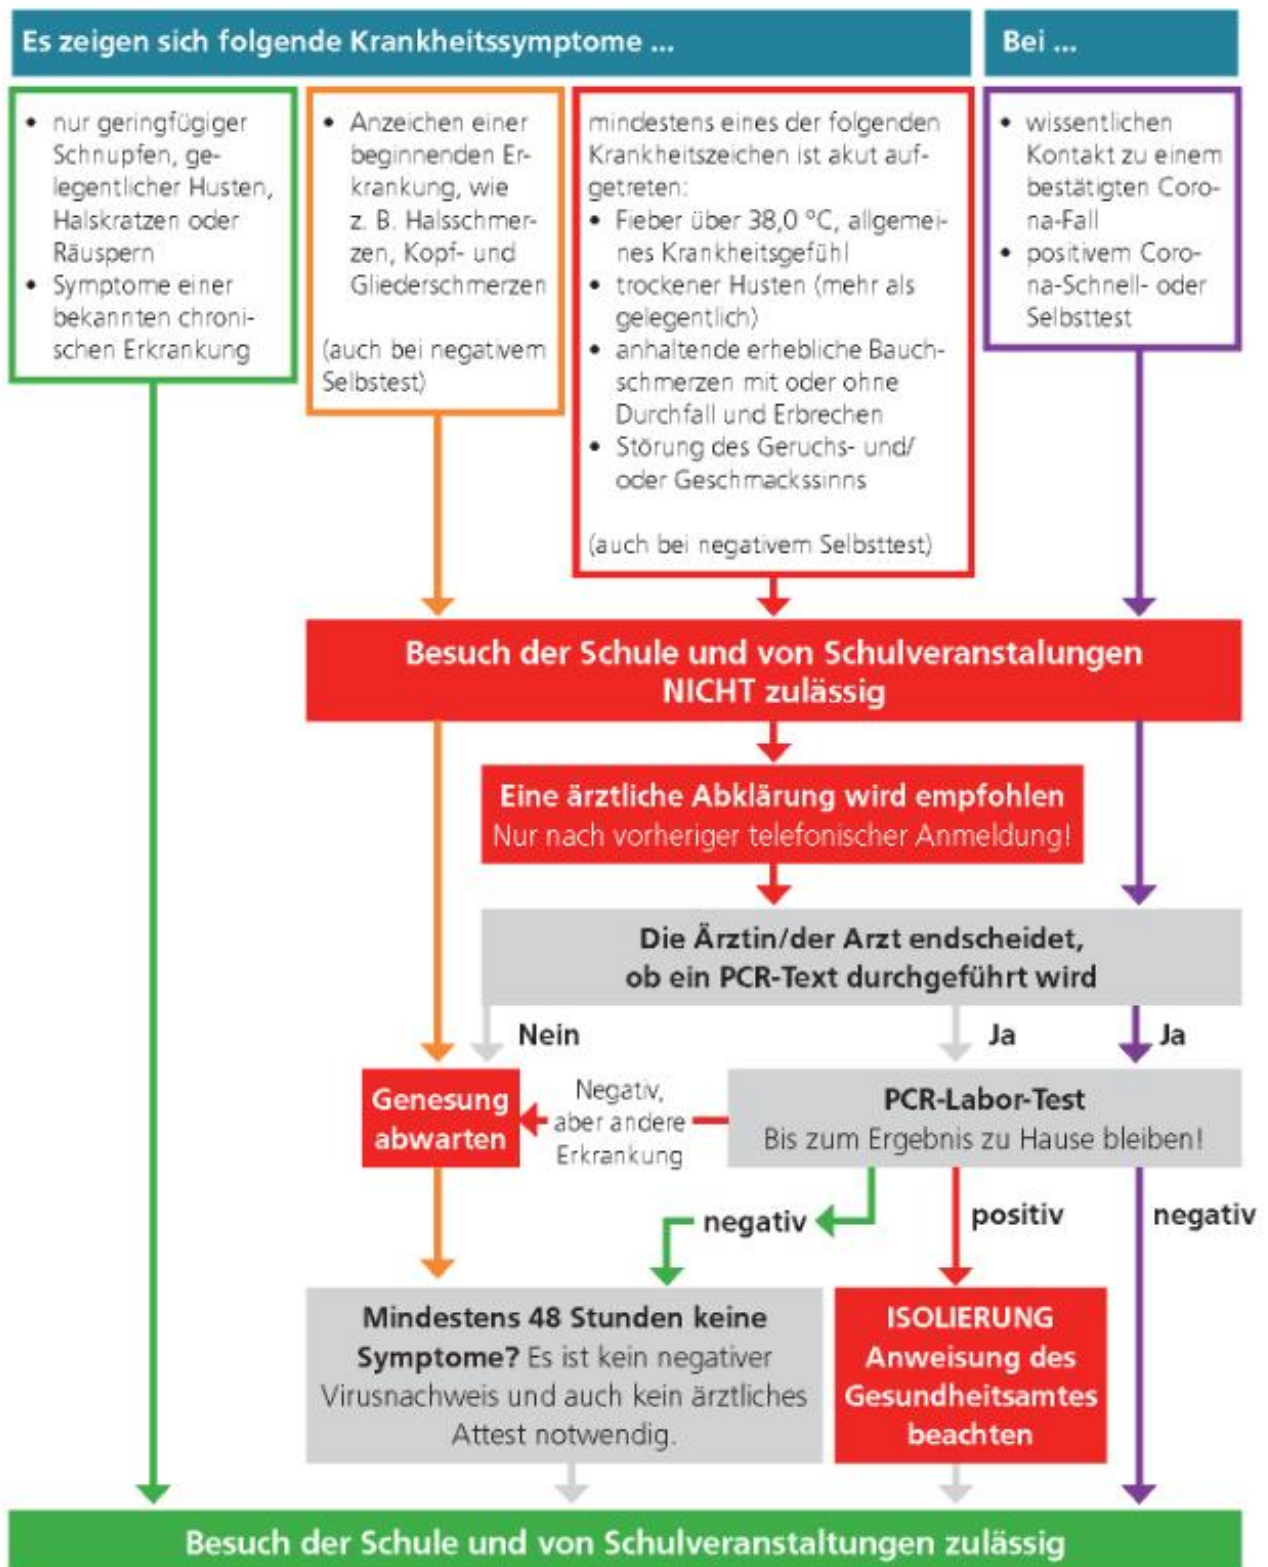 Es zeigen sich folgende Krankheitssymptome ...
Bei ...
• nur geringfügiger
Schnupfen, ge-
legentlicher Husten,
Halskratzen oder
Räuspern
• Symptome einer
bekannten chroni-
schen Erkrankung
• Anzeichen einer
beginnenden Er-
krankung, wie
z. B. Halsschmer-
zen, Kopf- und
Gliederschmerzen
(auch bei negativem
Selbstest)
mindestens eines der folgenden
Krankheitszeichen ist akut auf-
getreten:
• Fieber über 38,0 °C, allgemei-
nes Krankheitsgefühl
• trockener Husten (mehr als
gelegentlich)
• anhaltende erhebliche Bauch-
schmerzen mit oder ohne
Durchfall und Erbrechen
• Störung des Geruchs- und/
oder Geschmackssinns
(auch bei negativem Selbsttest)
• wissentlichen
Kontakt zu einem
bestätigten Coro-
na-Fall
• positivem Coro-
na-Schnell- oder
Selbsttest
Besuch der Schule und von Schulveranstalungen
NICHT zulässig
Eine ärztliche Abklärung wird empfohlen
Nur nach vorheriger telefonischer Anmeldung!
Die Ärztin/der Arzt endscheidet,
ob ein PCR-Text durchgeführt wird
Nein
Ja
Ja
Genesung
abwarten
Negativ,
aber andere
Erkrankung
PCR-Labor-Test
Bis zum Ergebnis zu Hause bleiben!
negativ
positiv
negativ
Mindestens 48 Stunden keine
Symptome? Es ist kein negativer
Virusnachweis und auch kein ärztliches
Attest notwendig.
ISOLIERUNG
Anweisung des
Gesundheitsamtes
beachten
Besuch der Schule und von Schulveranstaltungen zulässig